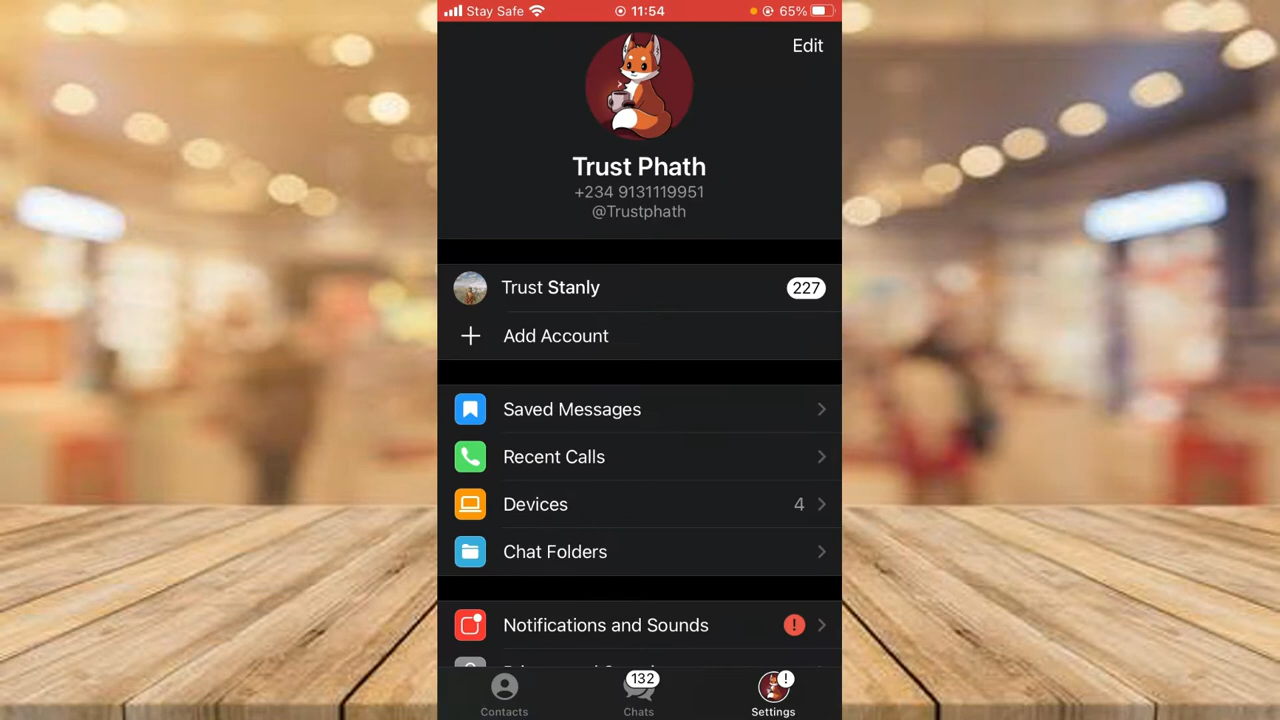 Stay Safe 11:54 65%
Edit
Trust Phath
+234 9131119951
@Trustphath
Trust Stanly 227
Add Account
Saved Messages
Recent Calls
Devices 4
Chat Folders
Notifications and Sounds !
132 !
Contacts Chats Settings